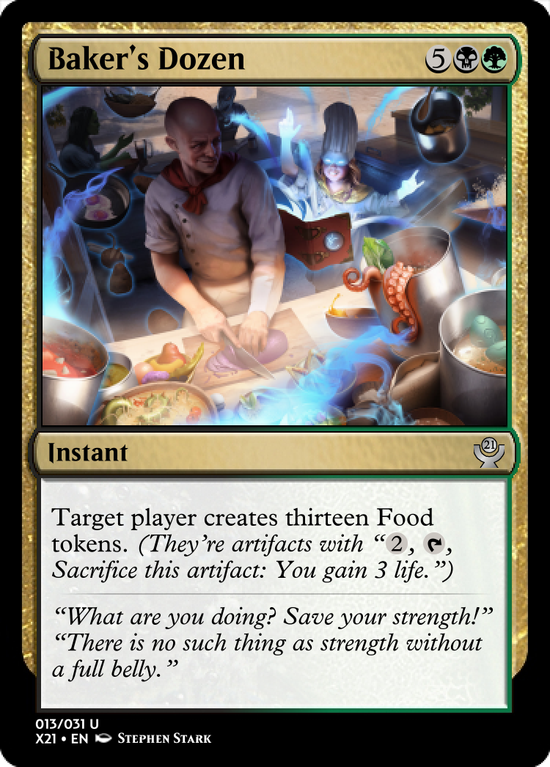 Baker's Dozen 5
Instant 21
Target player creates thirteen Food
tokens. (They're artifacts with “2, ,
Sacrifice this artifact: You gain 3 life.”)
“What are you doing? Save your strength!”
“There is no such thing as strength without
a full belly.”
013/031 U
X21 • EN Stephen Stark